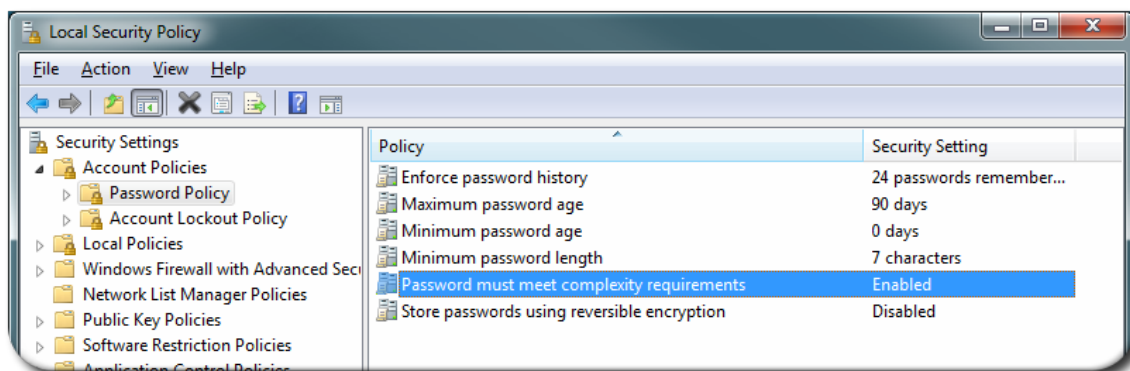 Local Security Policy
File Action View Help
Security Settings
Account Policies
Password Policy
Account Lockout Policy
Local Policies
Windows Firewall with Advanced Secu
Network List Manager Policies
Public Key Policies
Software Restriction Policies
Application Control Policies
Policy Security Setting
Enforce password history 24 passwords remember...
Maximum password age 90 days
Minimum password age 0 days
Minimum password length 7 characters
Password must meet complexity requirements Enabled
Store passwords using reversible encryption Disabled